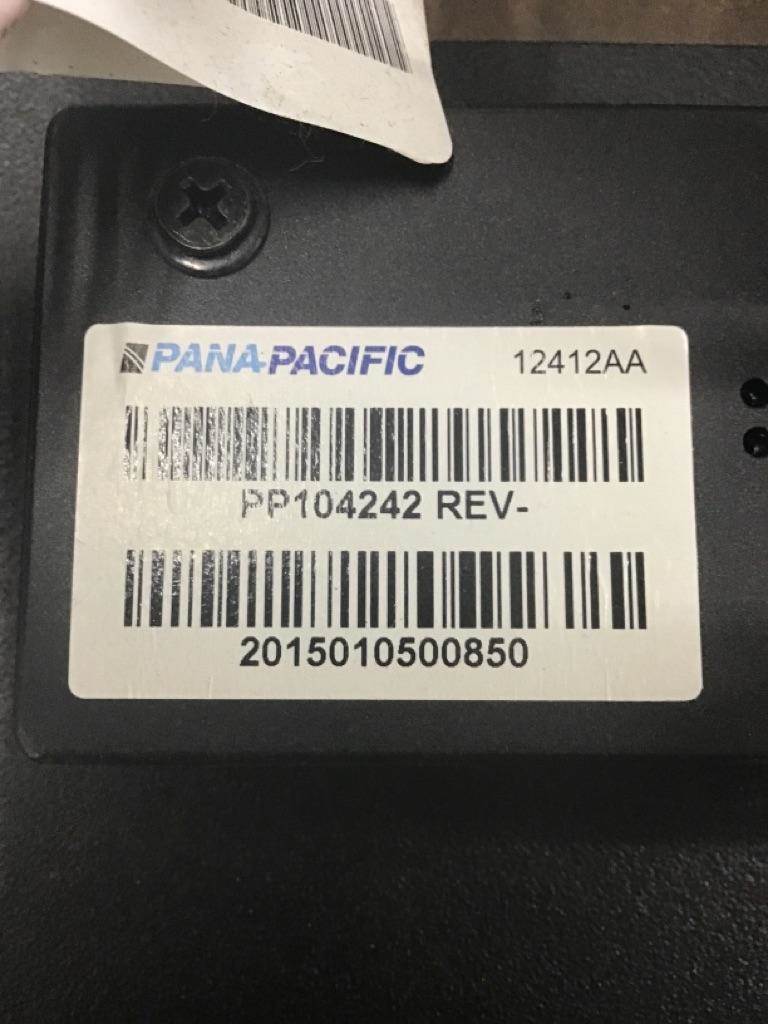 PANA-PACIFIC 12412AA
PP104242 REV-
2015010500850